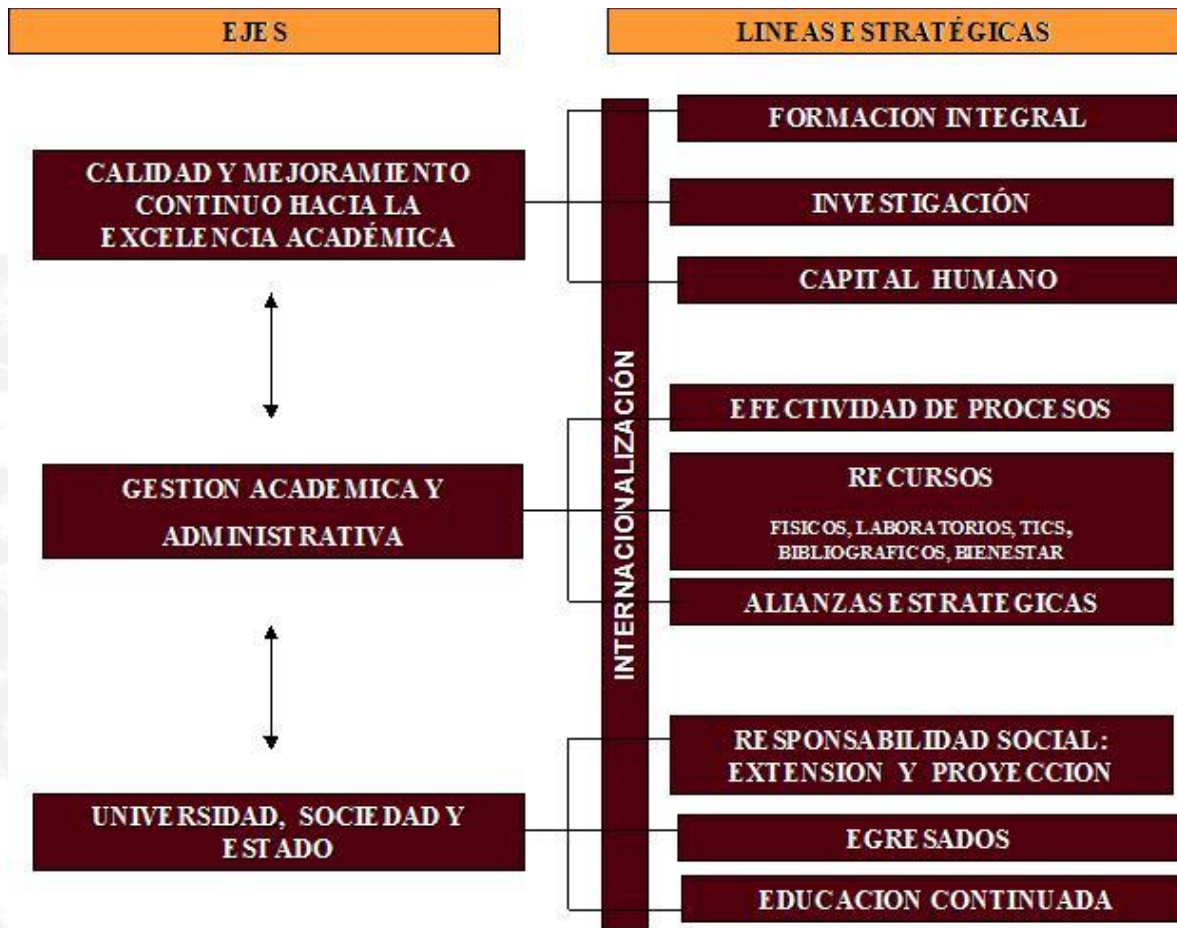 EJES
LINEAS ESTRATÉGICAS
CALIDAD Y MEJORAMIENTO
CONTINUO HACIA LA
EXCELENCIA ACADÉMICA
FORMACION INTEGRAL
INVESTIGACIÓN
CAPITAL HUMANO
INTERNACIONALIZACIÓN
GESTION ACADEMICA Y
ADMINISTRATIVA
EFECTIVIDAD DE PROCESOS
RECURSOS
FISICOS, LABORATORIOS, TICS,
BIBLIOGRAFICOS, BIENESTAR
ALIANZAS ESTRATEGICAS
UNIVERSIDAD, SOCIEDAD Y
ESTADO
RESPONSABILIDAD SOCIAL:
EXTENSION Y PROYECCION
EGRESADOS
EDUCACION CONTINUADA